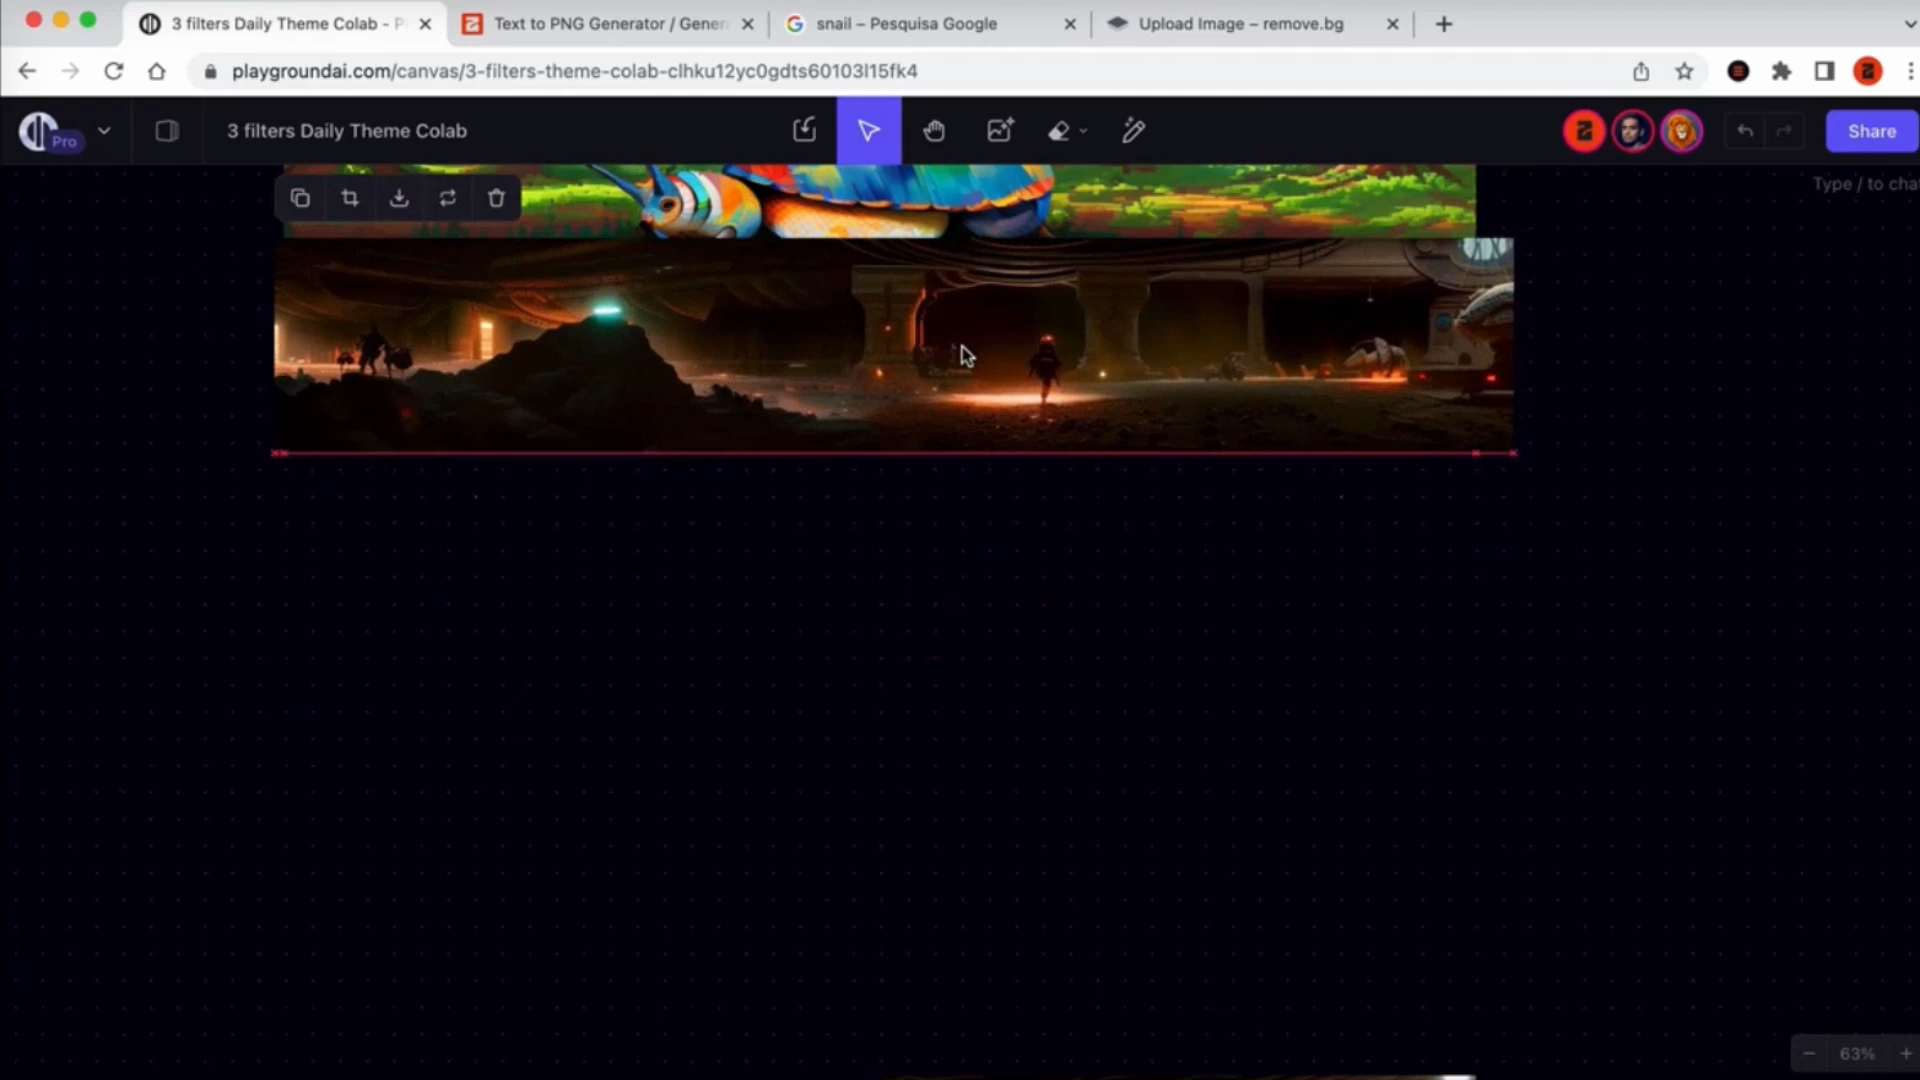 3 filters Daily Theme Colab - P
Text to PNG Generator / Gener
snail – Pesquisa Google
Upload Image – remove.bg
playgroundai.com/canvas/3-filters-theme-colab-clhku12yc0gdts60103l15fk4
Pro
3 filters Daily Theme Colab
Share
Type / to cha
63%